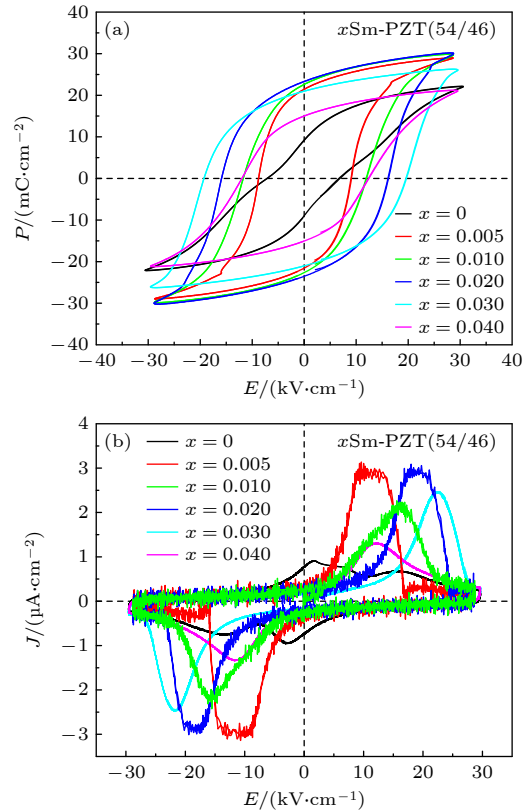 (a)
xSm-PZT(54/46)
P/(mC·cm−2)
40
30
20
10
0
−10
−20
−30
−40
x = 0
x = 0.005
x = 0.010
x = 0.020
x = 0.030
x = 0.040
−40 −30 −20 −10 0 10 20 30 40
E/(kV·cm−1)
(b)
xSm-PZT(54/46)
J/(µA·cm−2)
4
3
2
1
0
−1
−2
−3
x = 0
x = 0.005
x = 0.010
x = 0.020
x = 0.030
x = 0.040
−30 −20 −10 0 10 20 30
E/(kV·cm−1)